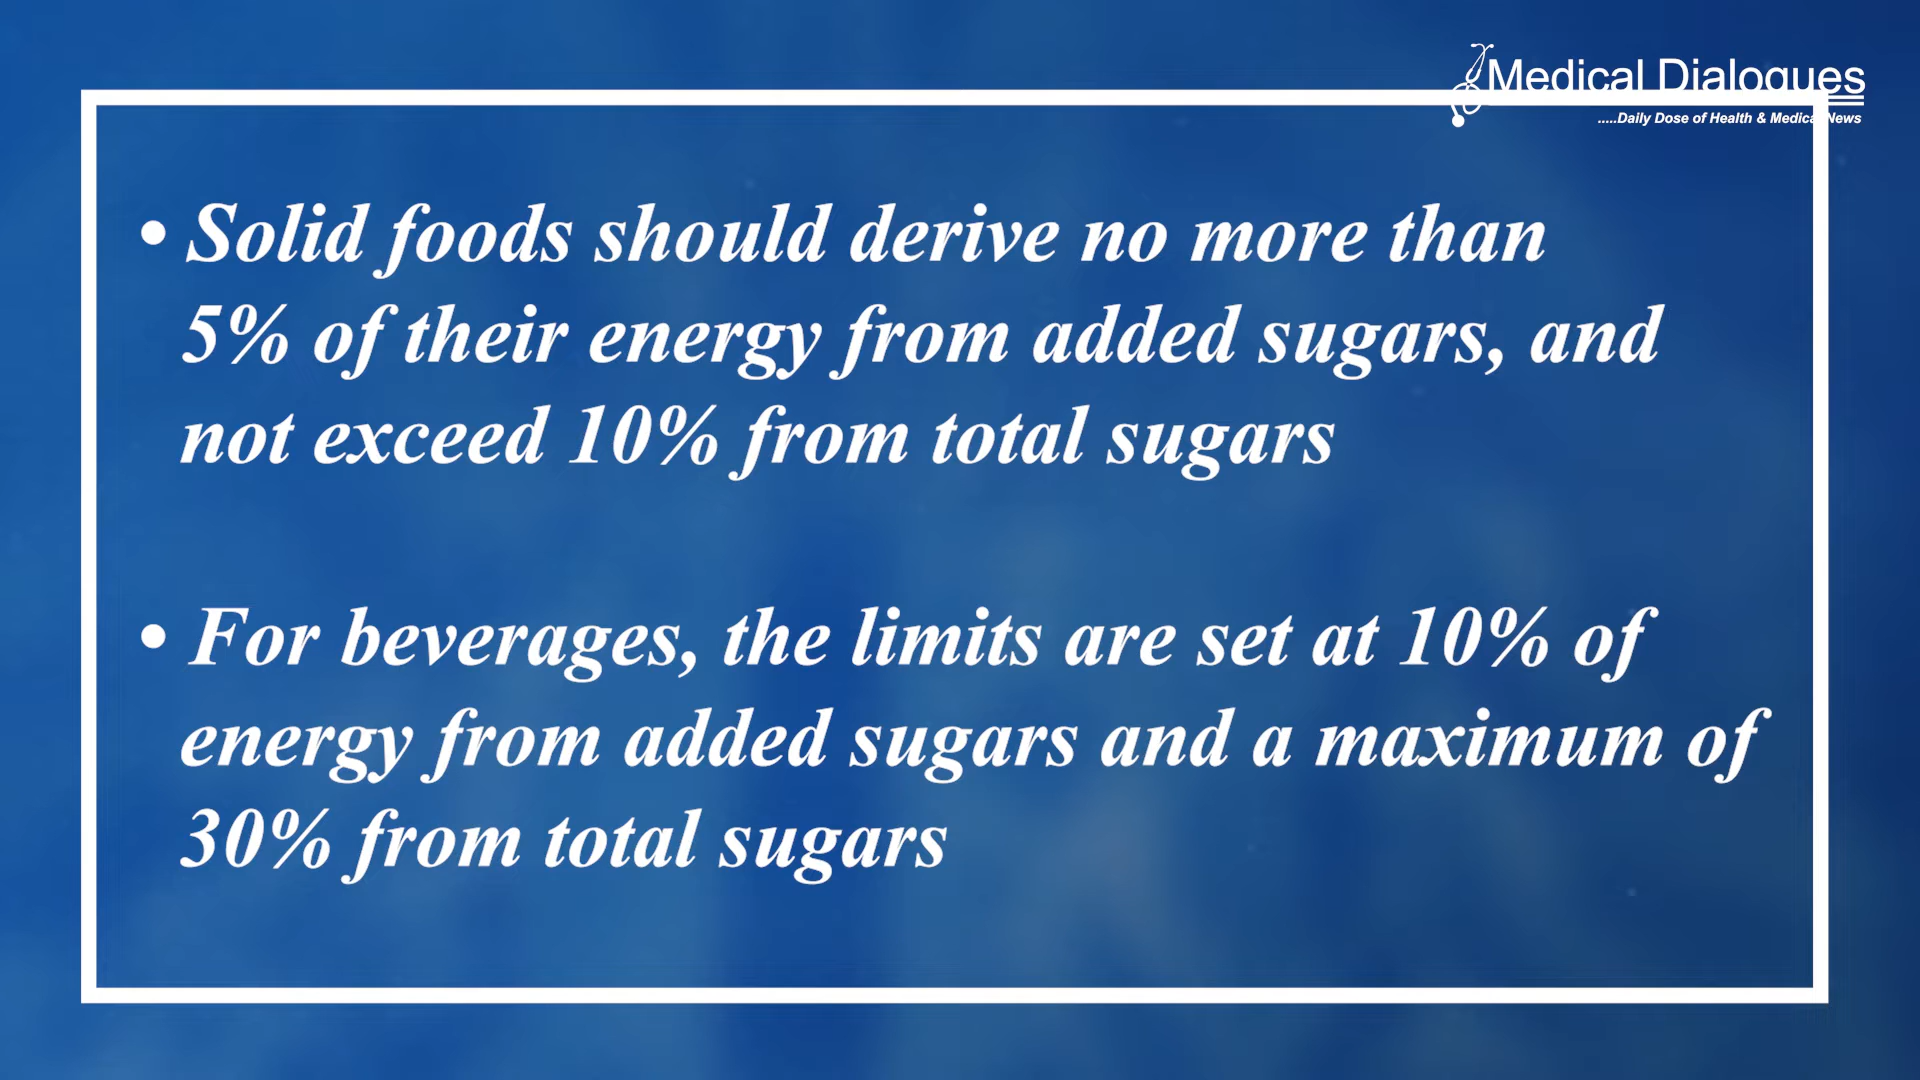 Medical Dialogues
.....Daily Dose of Health & Medical News
• Solid foods should derive no more than
5% of their energy from added sugars, and
not exceed 10% from total sugars
• For beverages, the limits are set at 10% of
energy from added sugars and a maximum of
30% from total sugars